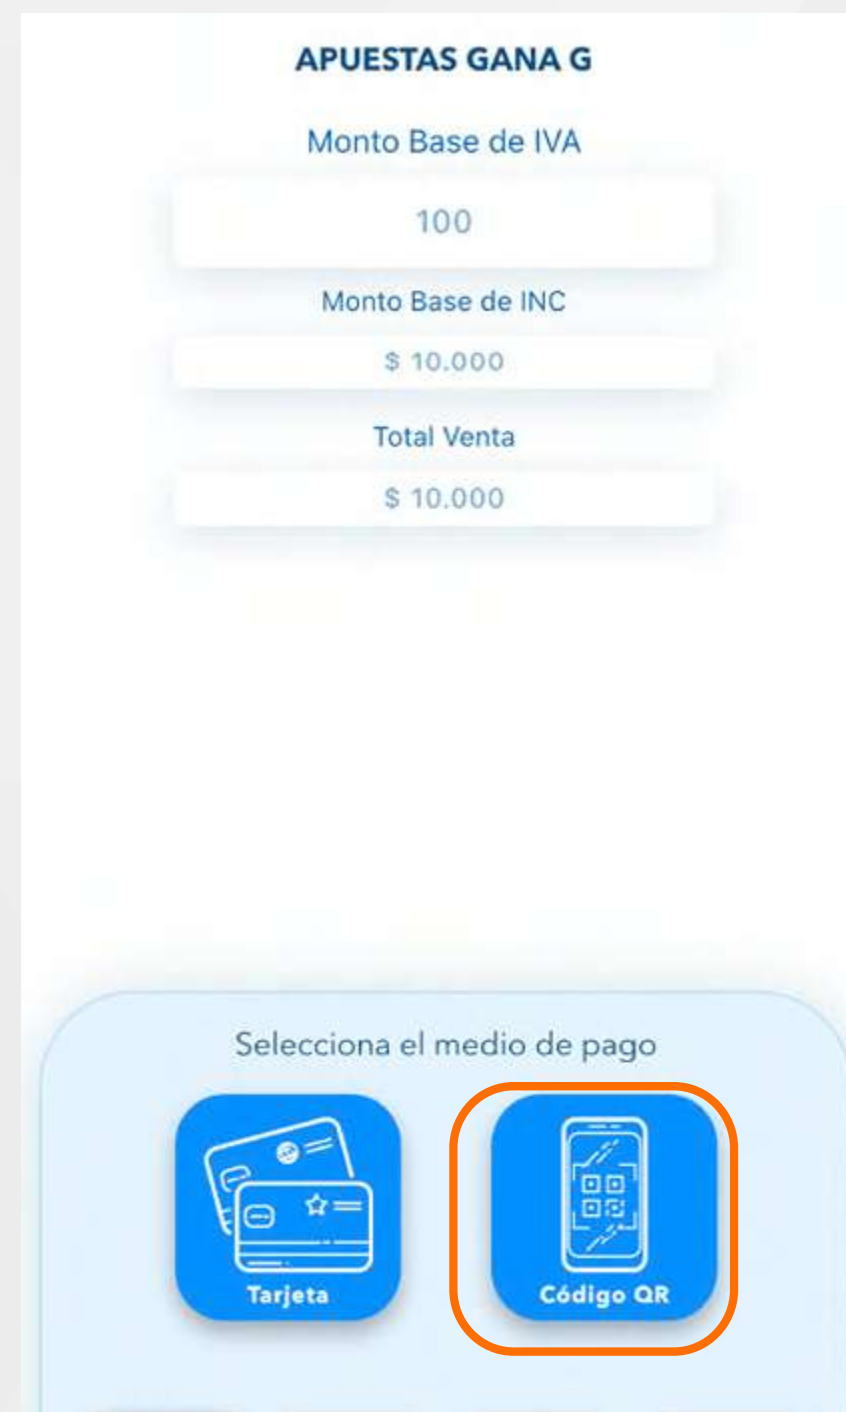 APUESTAS GANA G
Monto Base de IVA
100
Monto Base de INC
$ 10.000
Total Venta
$ 10.000
Selecciona el medio de pago
Tarjeta
Código QR